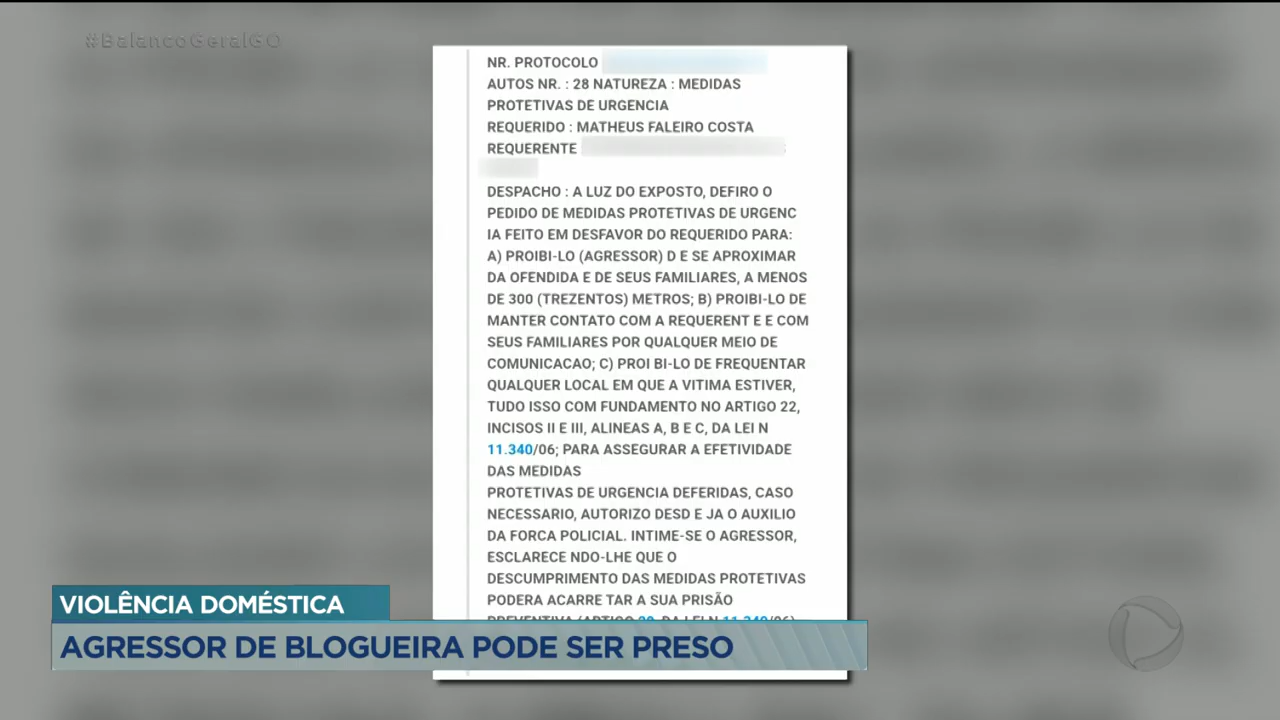 #BalancoGeralGO
NR. PROTOCOLO
AUTOS NR. : 28 NATUREZA : MEDIDAS
PROTETIVAS DE URGENCIA
REQUERIDO : MATHEUS FALEIRO COSTA
REQUERENTE
DESPACHO : A LUZ DO EXPOSTO, DEFIRO O
PEDIDO DE MEDIDAS PROTETIVAS DE URGENC
IA FEITO EM DESFAVOR DO REQUERIDO PARA:
A) PROIBI-LO (AGRESSOR) D E SE APROXIMAR
DA OFENDIDA E DE SEUS FAMILIARES, A MENOS
DE 300 (TREZENTOS) METROS; B) PROIBI-LO DE
MANTER CONTATO COM A REQUERENT E E COM
SEUS FAMILIARES POR QUALQUER MEIO DE
COMUNICACAO; C) PROI BI-LO DE FREQUENTAR
QUALQUER LOCAL EM QUE A VITIMA ESTIVER,
TUDO ISSO COM FUNDAMENTO NO ARTIGO 22,
INCISOS II E III, ALINEAS A, B E C, DA LEI N
11.340/06; PARA ASSEGURAR A EFETIVIDADE
DAS MEDIDAS
PROTETIVAS DE URGENCIA DEFERIDAS, CASO
NECESSARIO, AUTORIZO DESD E JA O AUXILIO
DA FORCA POLICIAL. INTIME-SE O AGRESSOR,
ESCLARECE NDO-LHE QUE O
DESCUMPRIMENTO DAS MEDIDAS PROTETIVAS
PODERA ACARRE TAR A SUA PRISÃO
VIOLÊNCIA DOMÉSTICA
AGRESSOR DE BLOGUEIRA PODE SER PRESO